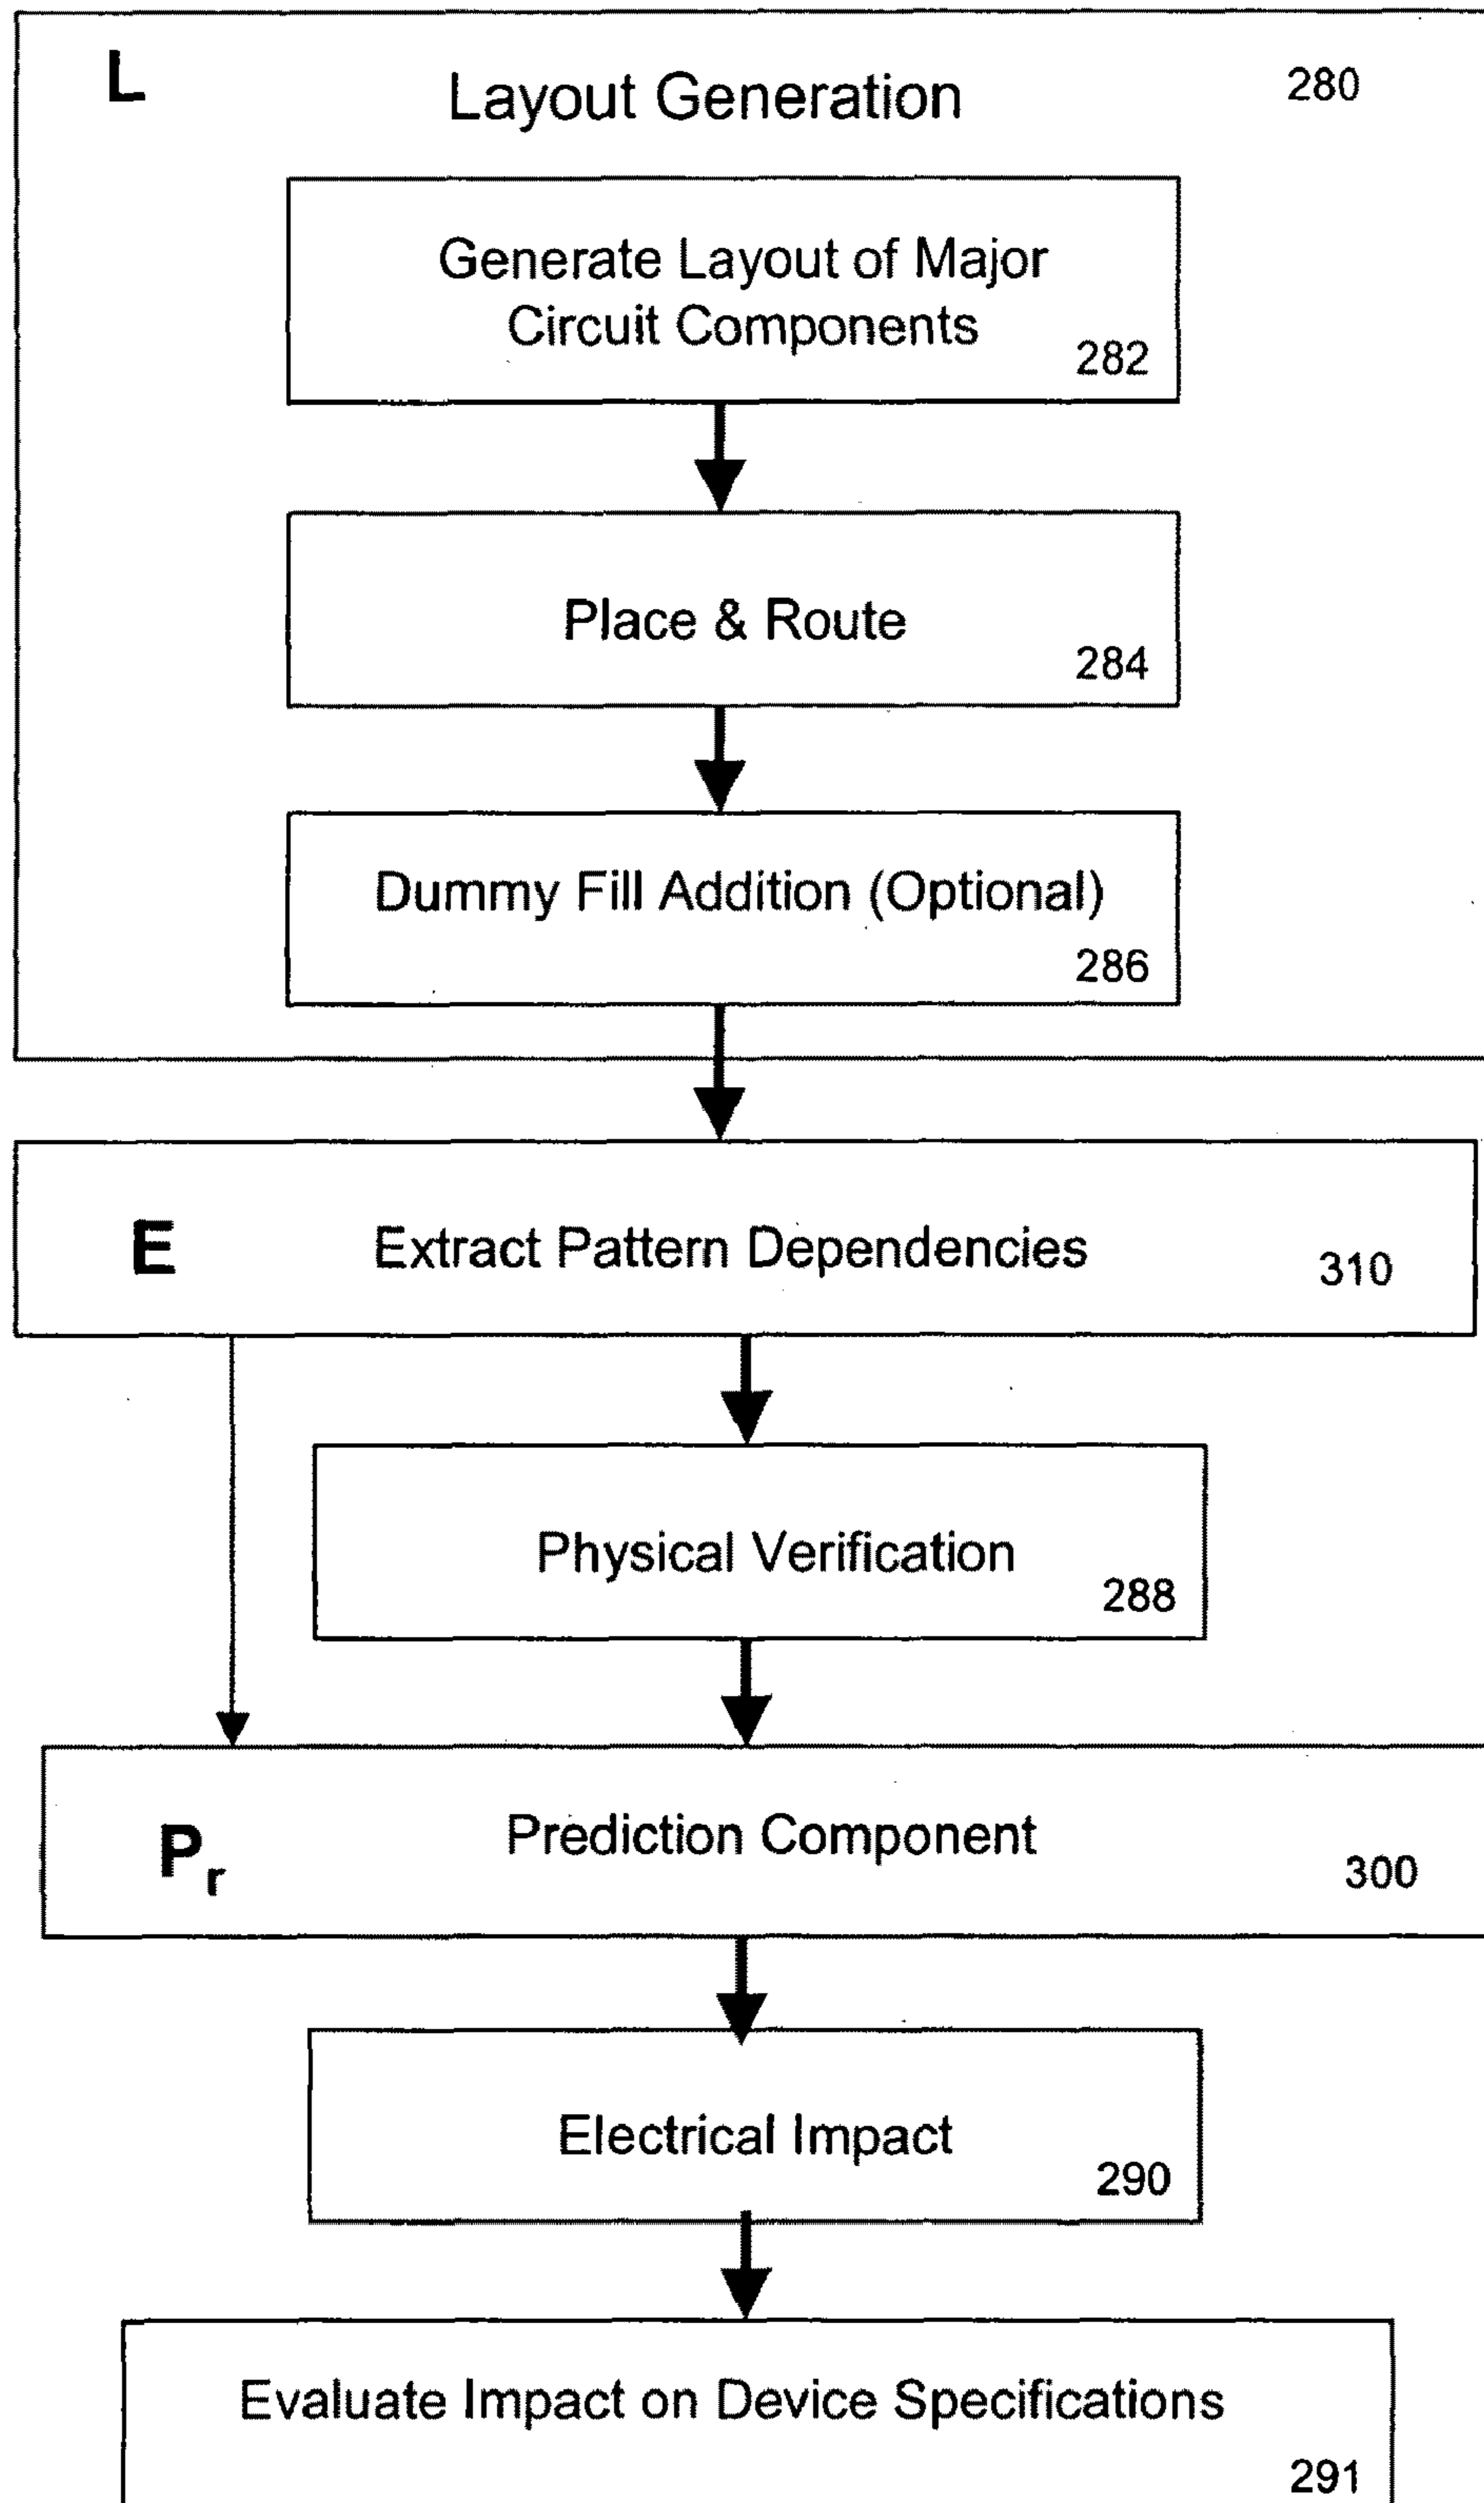 L
Layout Generation
280
Generate Layout of Major
Circuit Components
282
Place & Route
284
Dummy Fill Addition (Optional)
286
E
Extract Pattern Dependencies
310
Physical Verification
288
Pr
Prediction Component
300
Electrical Impact
290
Evaluate Impact on Device Specifications
291